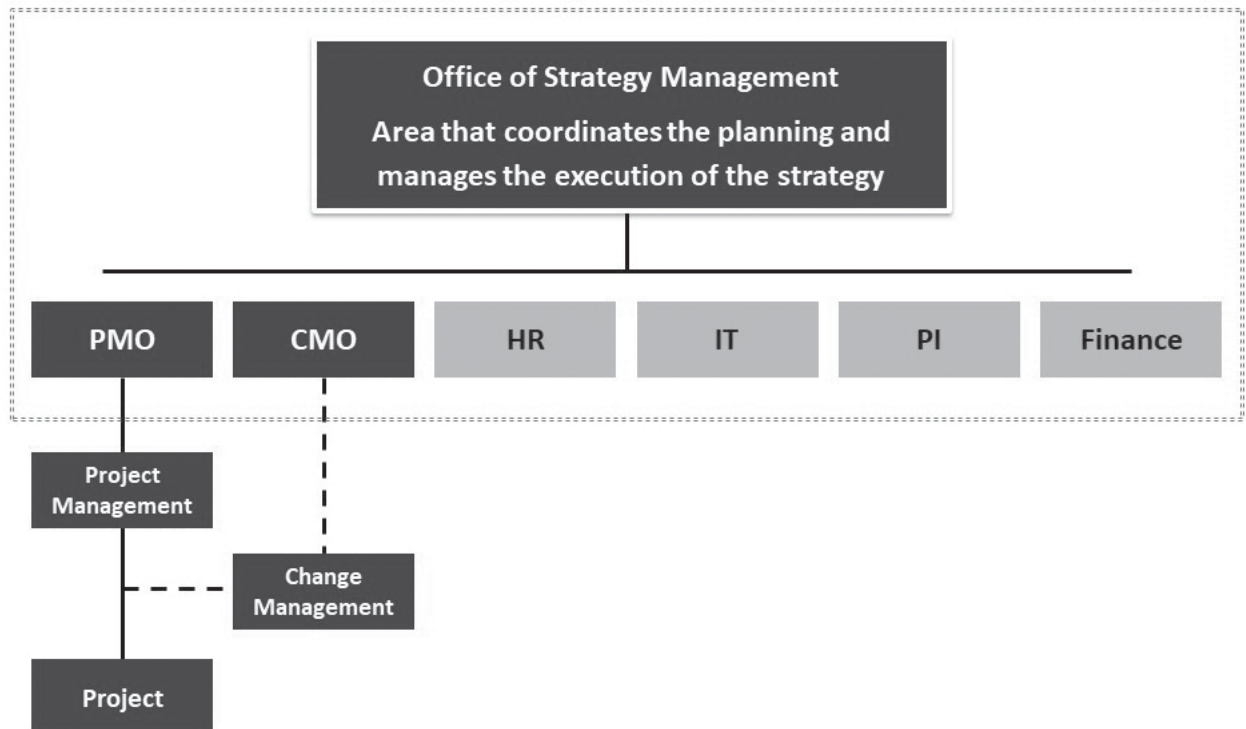 Office of Strategy Management
Area that coordinates the planning and
manages the execution of the strategy
PMO
CMO
HR
IT
PI
Finance
Project
Management
Change
Management
Project